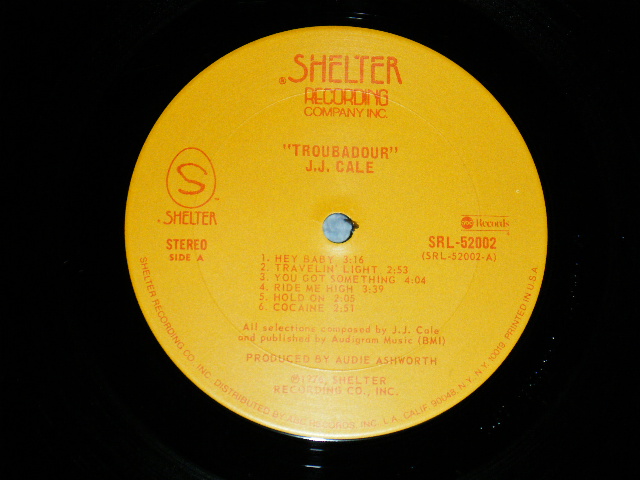 ® SHELTER
RECORDING
COMPANY INC.
"TROUBADOUR"
J.J. CALE
S
SHELTER
abc Records
STEREO
SIDE A
SRL-52002
(SRL-52002-A)
1. HEY BABY 3:16
2. TRAVELIN' LIGHT 2:53
3. YOU GOT SOMETHING 4:04
4. RIDE ME HIGH 3:39
5. HOLD ON 2:05
6. COCAINE 2:51
All selections composed by J.J. Cale
and published by Audigram Music (BMI)
PRODUCED BY AUDIE ASHWORTH
℗1976, SHELTER
RECORDING CO., INC.
SHELTER RECORDING CO., INC. DISTRIBUTED BY ABC RECORDS, INC. L.A. CALIF. 90048, N.Y. N.Y. 10019. PRINTED IN U.S.A.